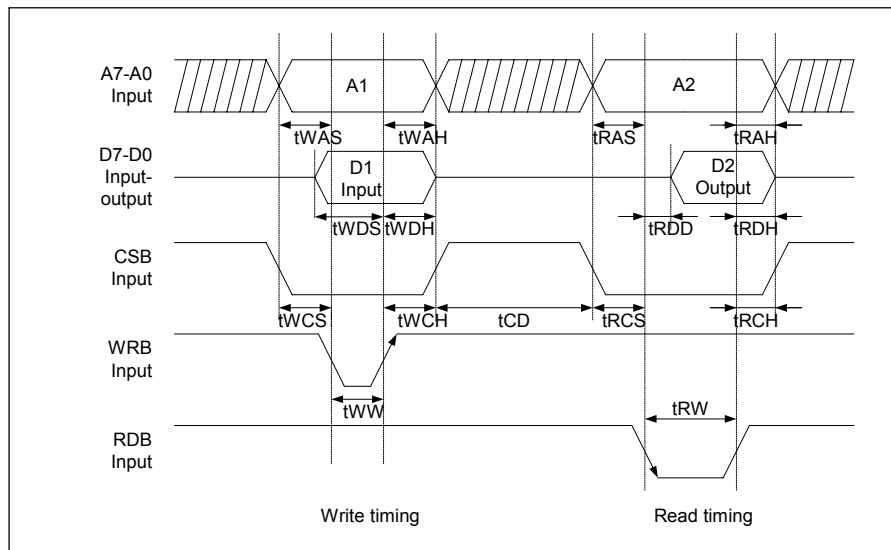 A7-A0
Input
A1
A2
tWAS
tWAH
tRAS
tRAH
D7-D0
Input-
output
D1
Input
D2
Output
tWDS
tWDH
tRDD
tRDH
CSB
Input
tWCS
tWCH
tCD
tRCS
tRCH
WRB
Input
tWW
tRW
RDB
Input
Write timing
Read timing